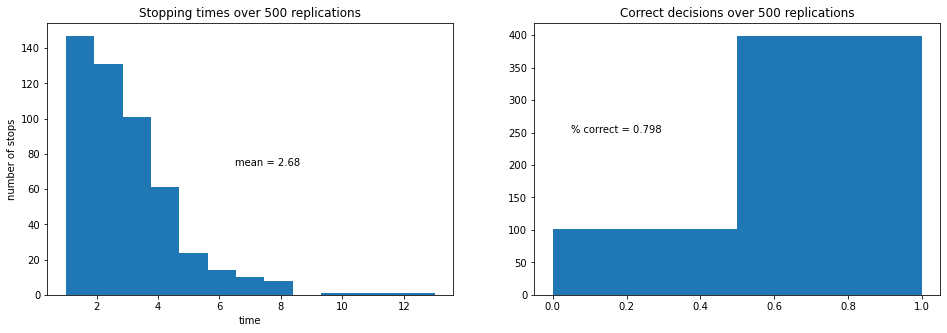 Stopping times over 500 replications
140
120
100
80
60
40
20
0
number of stops
mean = 2.68
2 4 6 8 10 12
time
Correct decisions over 500 replications
400
350
300
250
200
150
100
50
0
% correct = 0.798
0.0 0.2 0.4 0.6 0.8 1.0